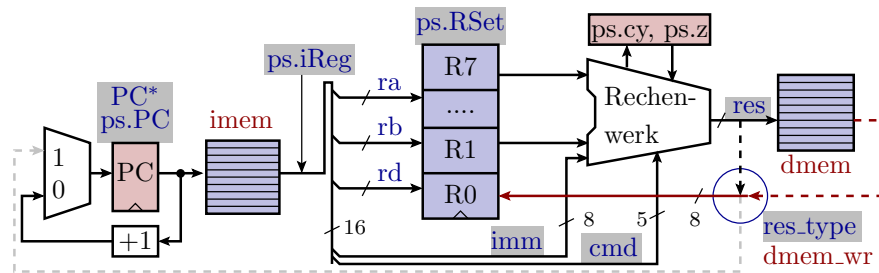 ps.RSet
ps.cy, ps.z
ps.iReg
R7
PC*
ps.PC
ra
....
Rechen-
werk
res
imem
rb
R1
dmem
1
0
PC
rd
R0
+1
16
imm
8
cmd
5
8
res_type
dmem_wr